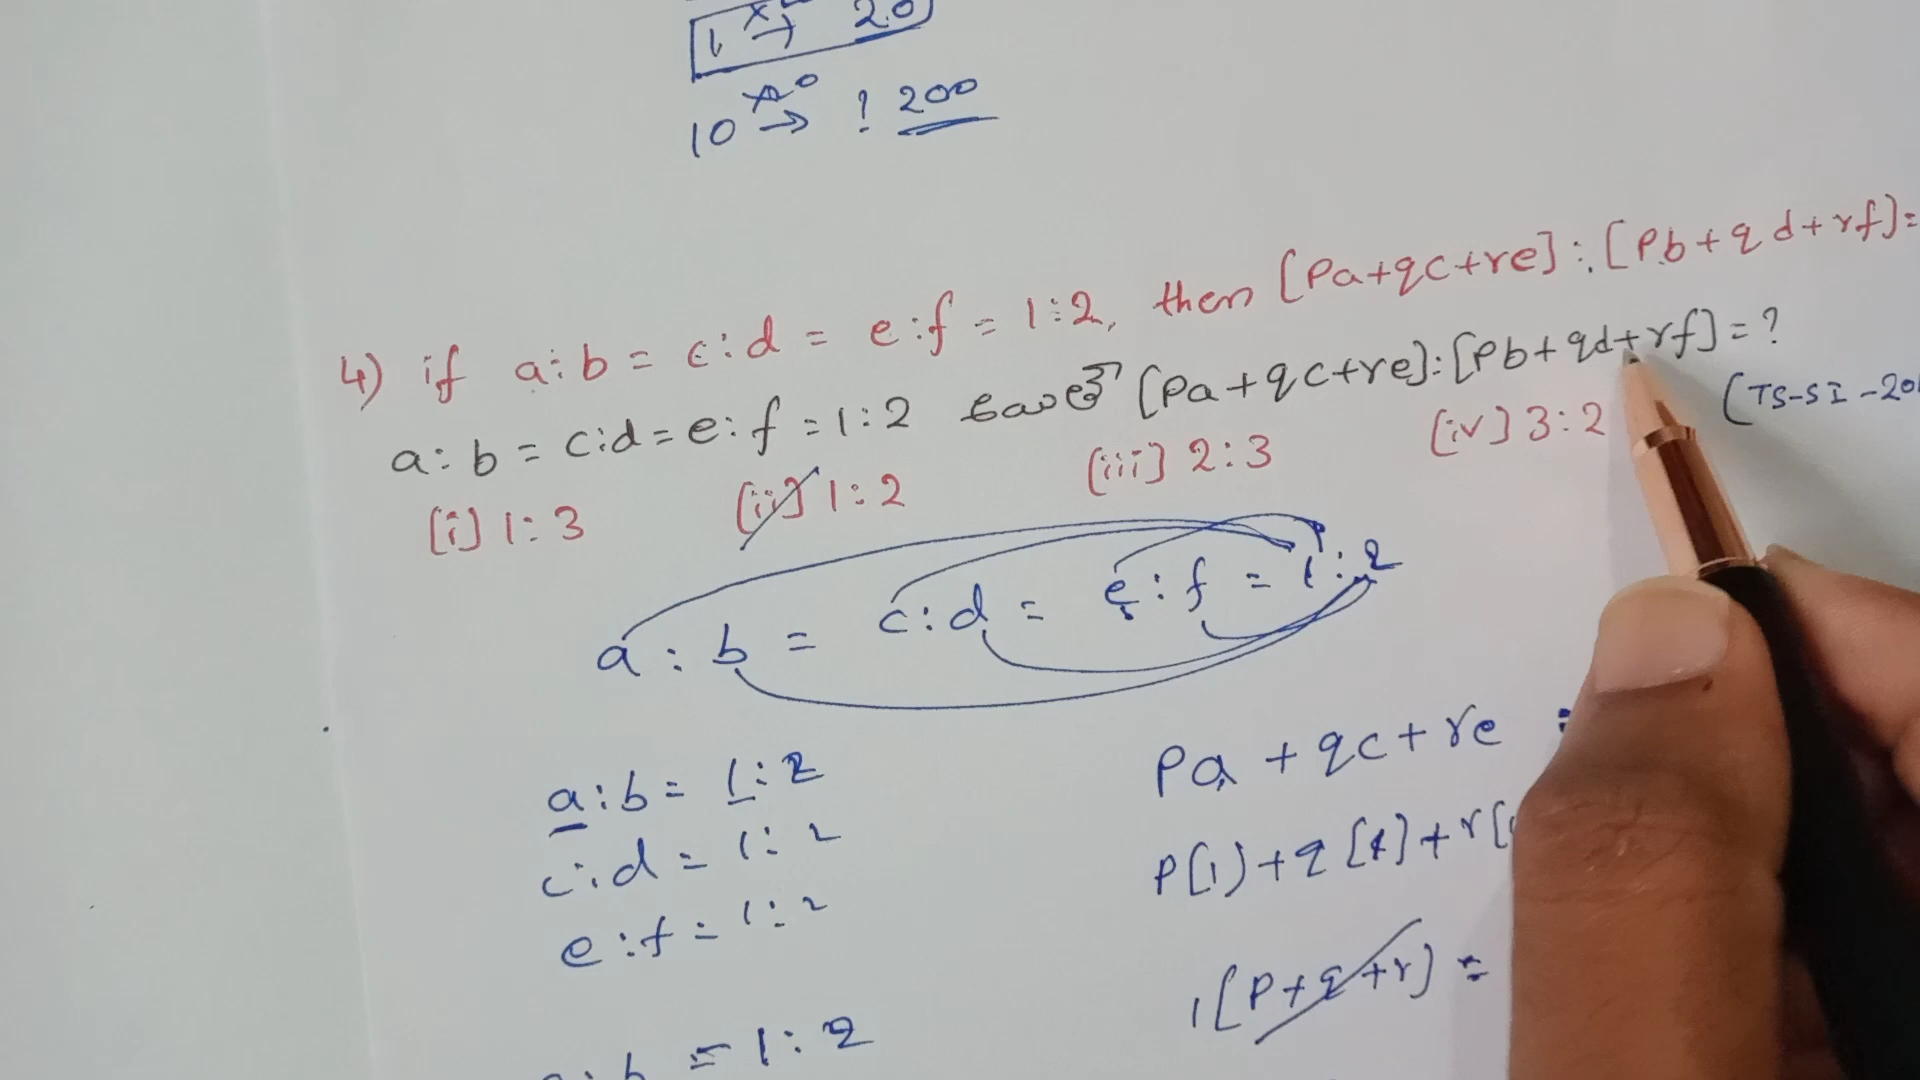 1 → 20
10 → ? 200
4) if a:b = c:d = e:f = 1:2, then [Pa+qc+re]:[Pb+qd+rf]=
a:b = c:d = e:f = 1:2 [Pa+qc+re]:[Pb+qd+rf]=?
(TS-SI-201
[i] 1:3 [ii] 1:2 [iii] 2:3 [iv] 3:2
a:b = c:d = e:f = 1:2
a:b = 1:2
c:d = 1:2
e:f = 1:2
b = 1:2
Pa + qc + re :
P[1) + q[1] + r[
1[P+q+r) =